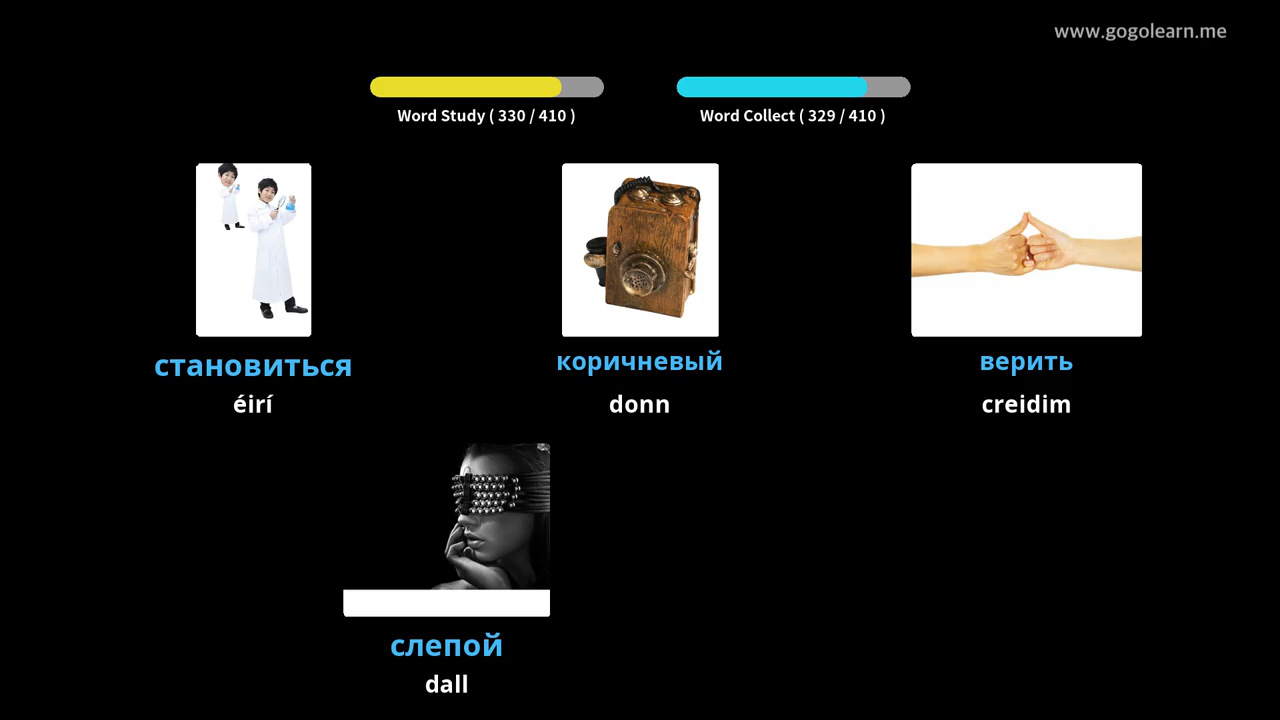 www.gogolearn.me
Word Study ( 330 / 410 )
Word Collect ( 329 / 410 )
становиться
éirí
коричневый
donn
верить
creidim
слепой
dall